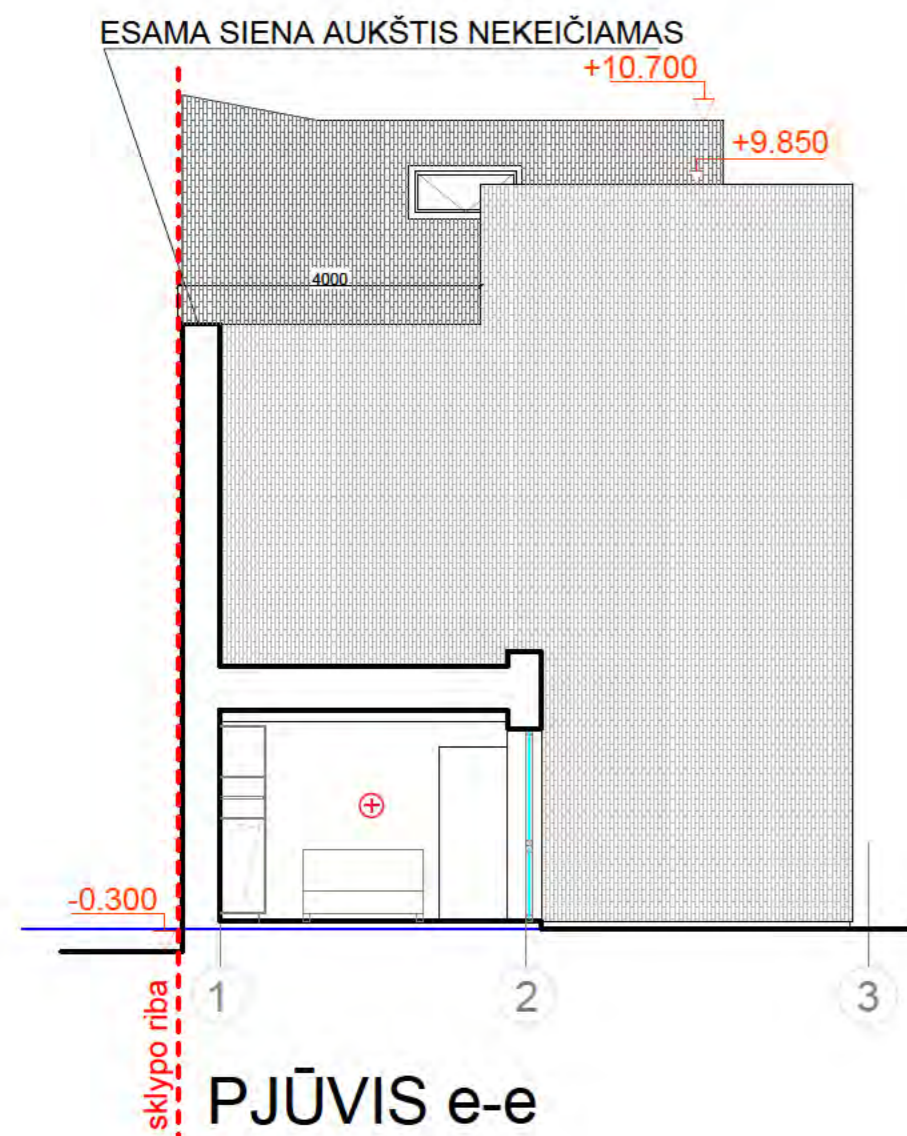 ESAMA SIENA AUKŠTIS NEKEIČIAMAS
+10.700
+9.850
4000
-0.300
1 2 3
sklypo riba
PJŪVIS e-e